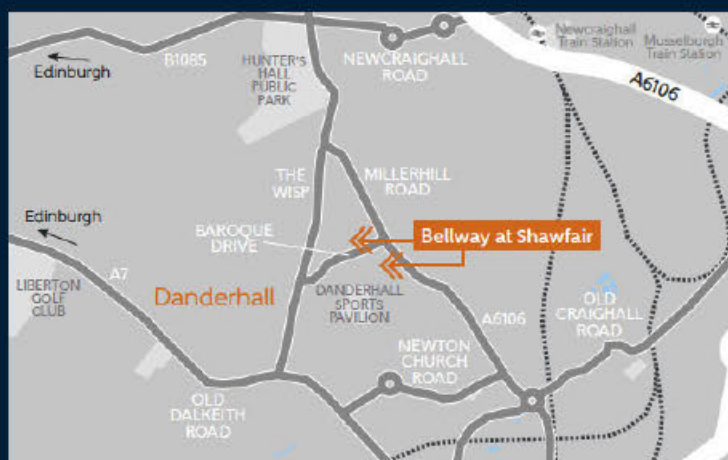 Newcraighall
Train Station
Musselburgh
Train Station
Edinburgh
B1085
HUNTER'S
HALL
PUBLIC
PARK
NEWCRAIGHALL
ROAD
A6106
THE
WISP
MILLERHILL
ROAD
Edinburgh
BAROQUE
DRIVE
Bellway at Shawfair
A7
LIBERTON
GOLF
CLUB
Danderhall
DANDERHALL
SPORTS
PAVILION
A6106
OLD
CRAIGHALL
ROAD
NEWTON
CHURCH
ROAD
OLD
DALKEITH
ROAD